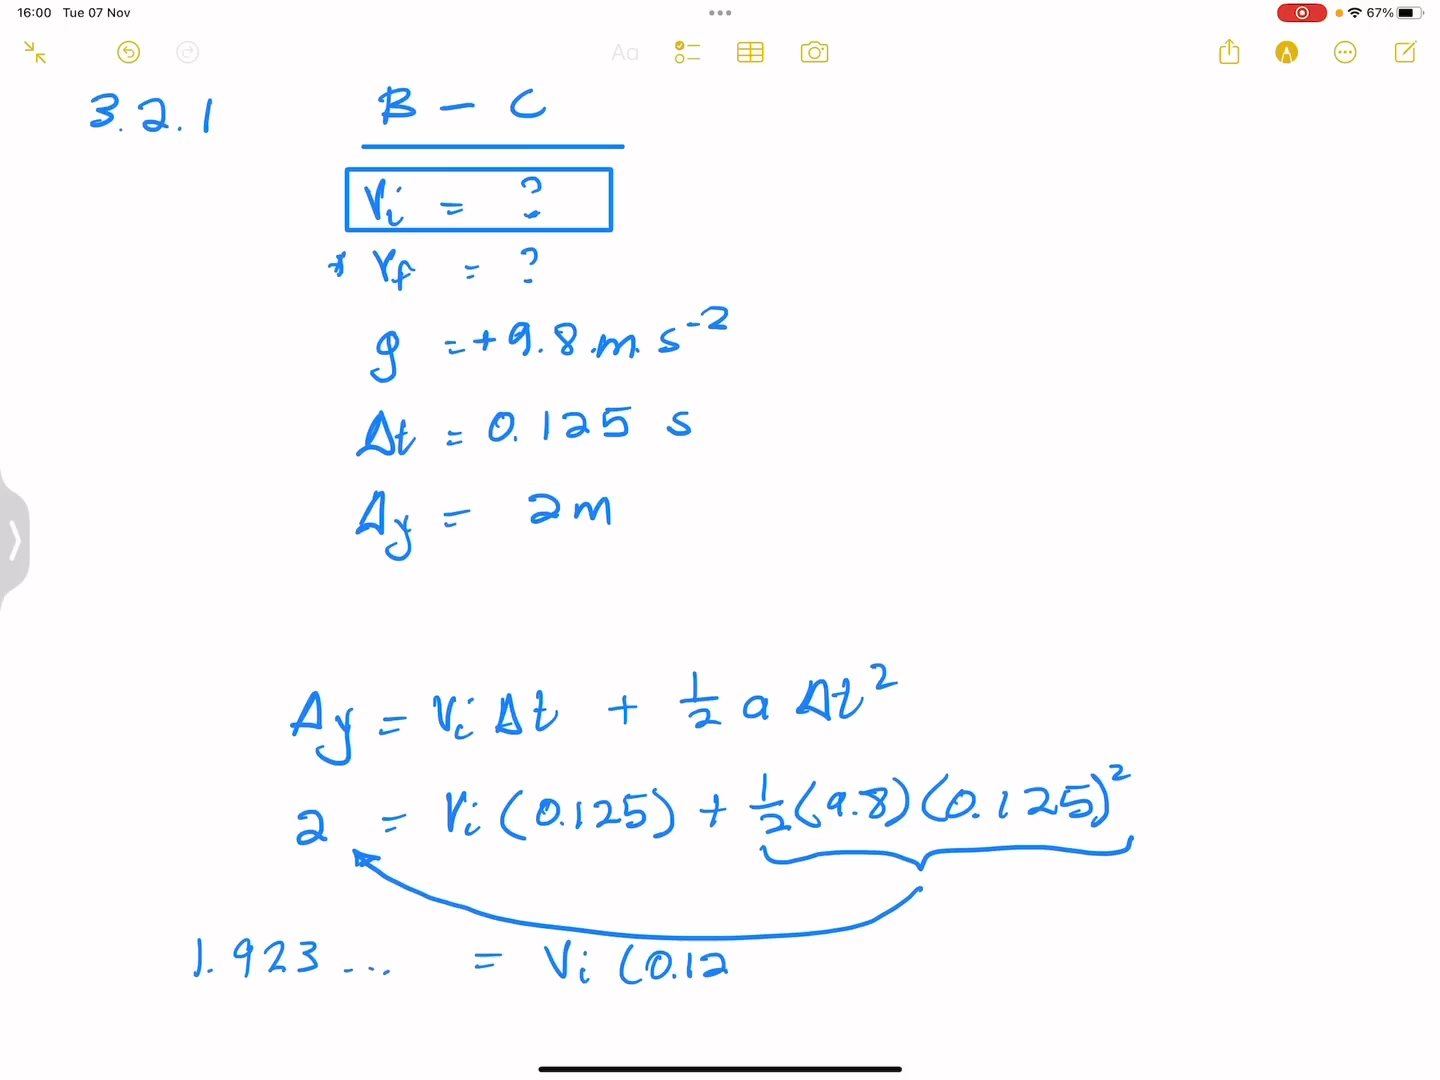 16:00 Tue 07 Nov
67%
Aa
3.2.1 B - C
Vi = ?
* Vf = ?
g = +9.8 m.s⁻²
Δt = 0.125 s
Δy = 2m
Δy = Vi Δt + ½ a Δt²
2 = Vi (0.125) + ½(9.8)(0.125)²
1.923... = Vi (0.12